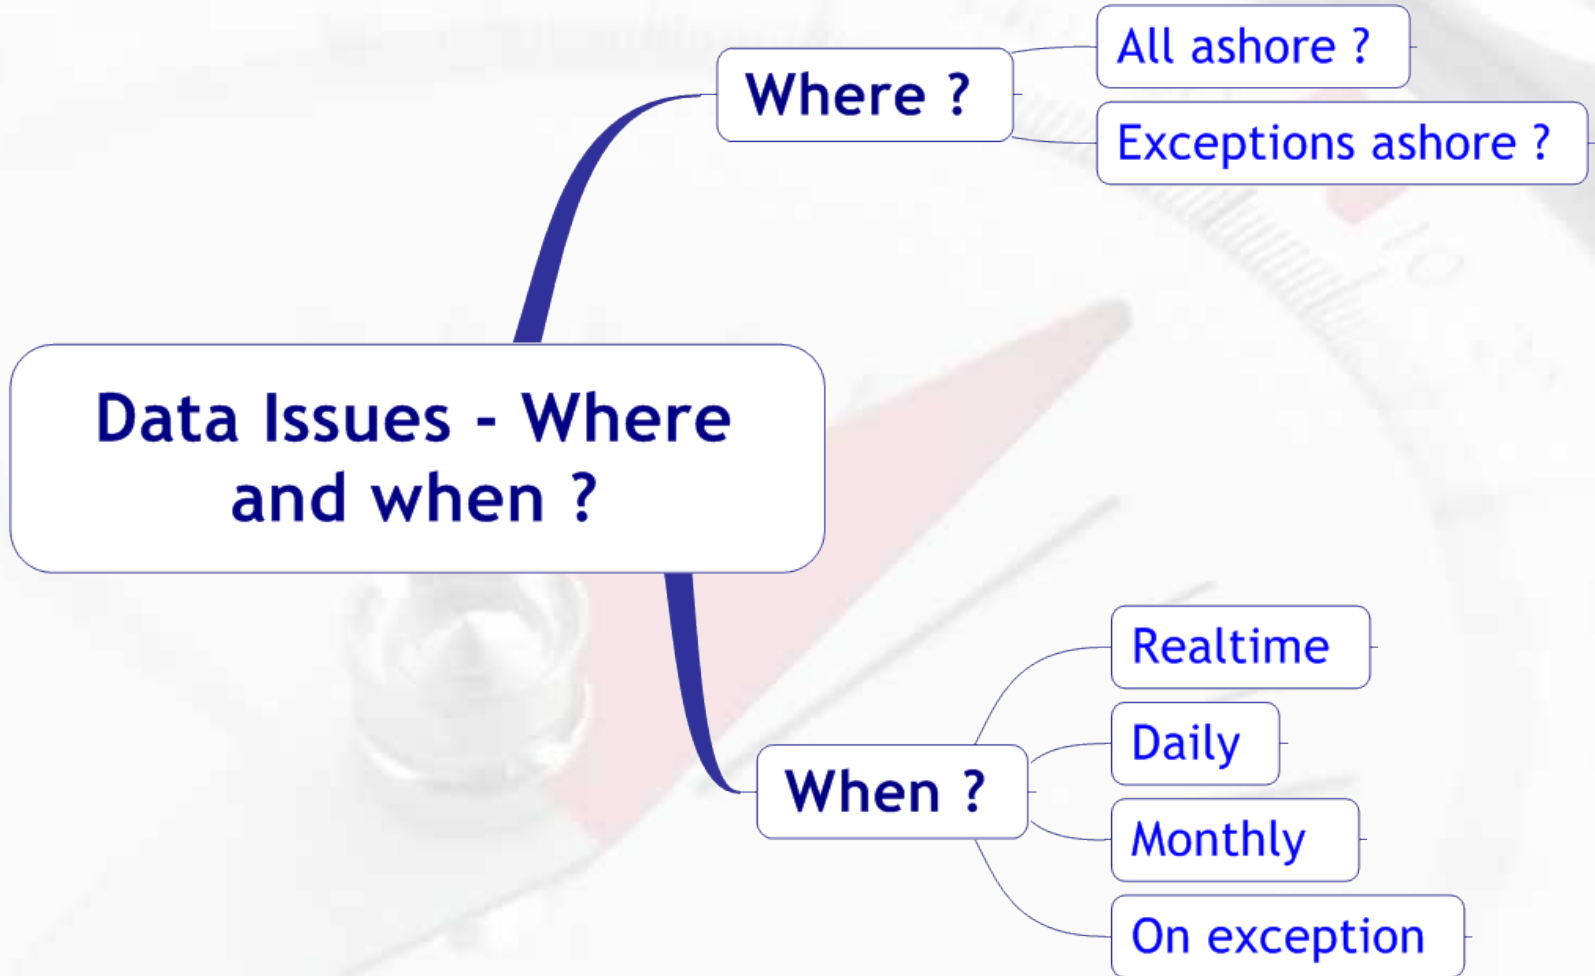 All ashore ?
Where ?
Exceptions ashore ?
Data Issues - Where
and when ?
Realtime
Daily
When ?
Monthly
On exception